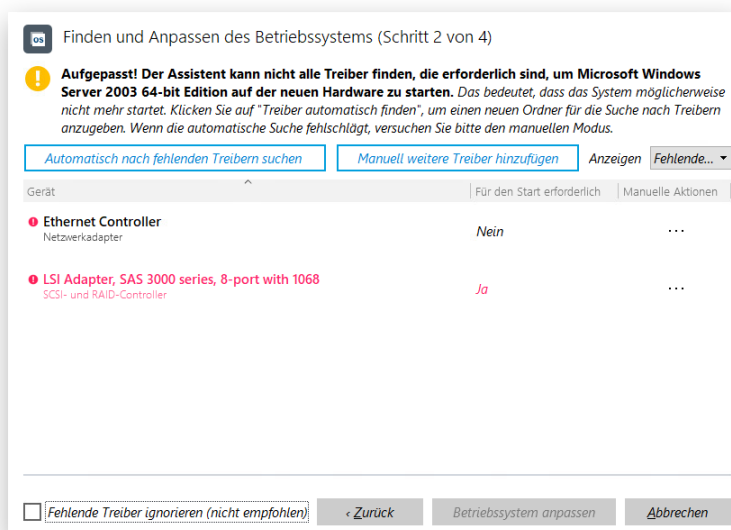 os
Finden und Anpassen des Betriebssystems (Schritt 2 von 4)
Aufgepasst! Der Assistent kann nicht alle Treiber finden, die erforderlich sind, um Microsoft Windows
Server 2003 64-bit Edition auf der neuen Hardware zu starten. Das bedeutet, dass das System möglicherweise
nicht mehr startet. Klicken Sie auf "Treiber automatisch finden", um einen neuen Ordner für die Suche nach Treibern
anzugeben. Wenn die automatische Suche fehlschlägt, versuchen Sie bitte den manuellen Modus.
Automatisch nach fehlenden Treibern suchen Manuell weitere Treiber hinzufügen Anzeigen Fehlende...
Gerät Für den Start erforderlich Manuelle Aktionen
Ethernet Controller
Netzwerkadapter Nein ...
LSI Adapter, SAS 3000 series, 8-port with 1068
SCSI- und RAID-Controller Ja ...
Fehlende Treiber ignorieren (nicht empfohlen) ‹ Zurück Betriebssystem anpassen Abbrechen